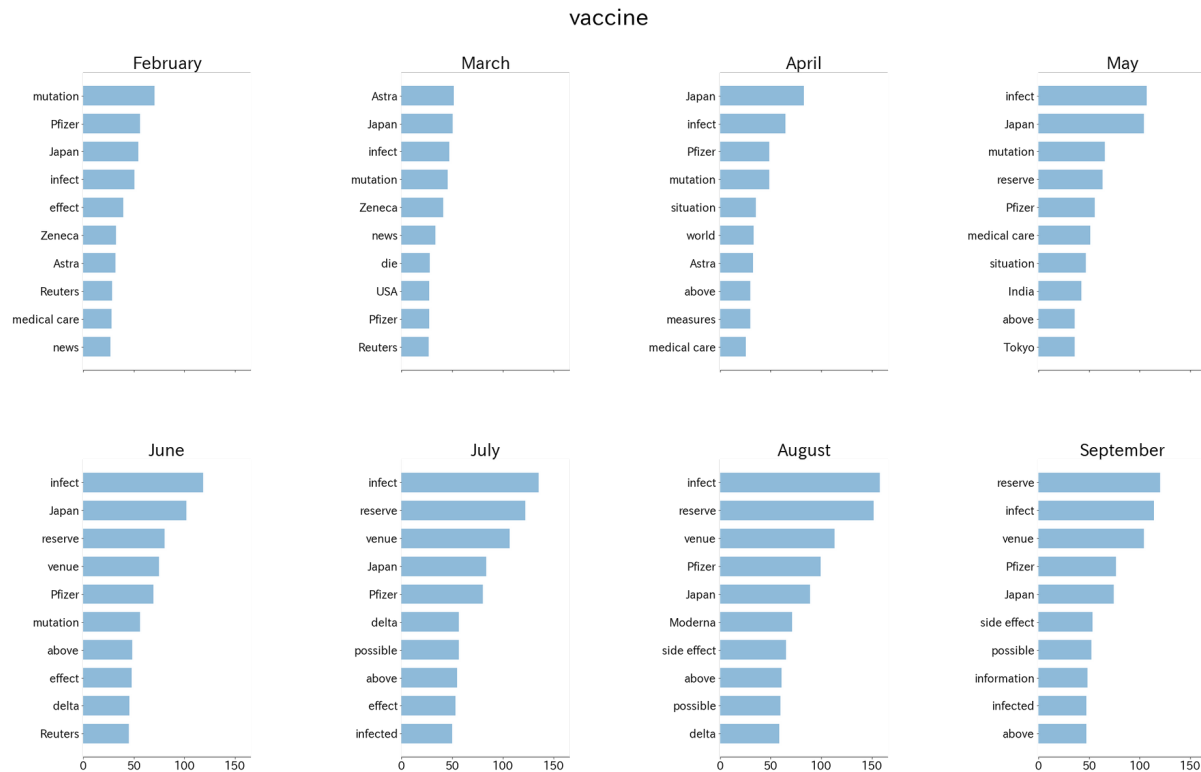 vaccine
February
mutation
Pfizer
Japan
infect
effect
Zeneca
Astra
Reuters
medical care
news
March
Astra
Japan
infect
mutation
Zeneca
news
die
USA
Pfizer
Reuters
April
Japan
infect
Pfizer
mutation
situation
world
Astra
above
measures
medical care
May
infect
Japan
mutation
reserve
Pfizer
medical care
situation
India
above
Tokyo
June
infect
Japan
reserve
venue
Pfizer
mutation
above
effect
delta
Reuters
0 50 100 150
July
infect
reserve
venue
Japan
Pfizer
delta
possible
above
effect
infected
0 50 100 150
August
infect
reserve
venue
Pfizer
Japan
Moderna
side effect
above
possible
delta
0 50 100 150
September
reserve
infect
venue
Pfizer
Japan
side effect
possible
information
infected
above
0 50 100 150